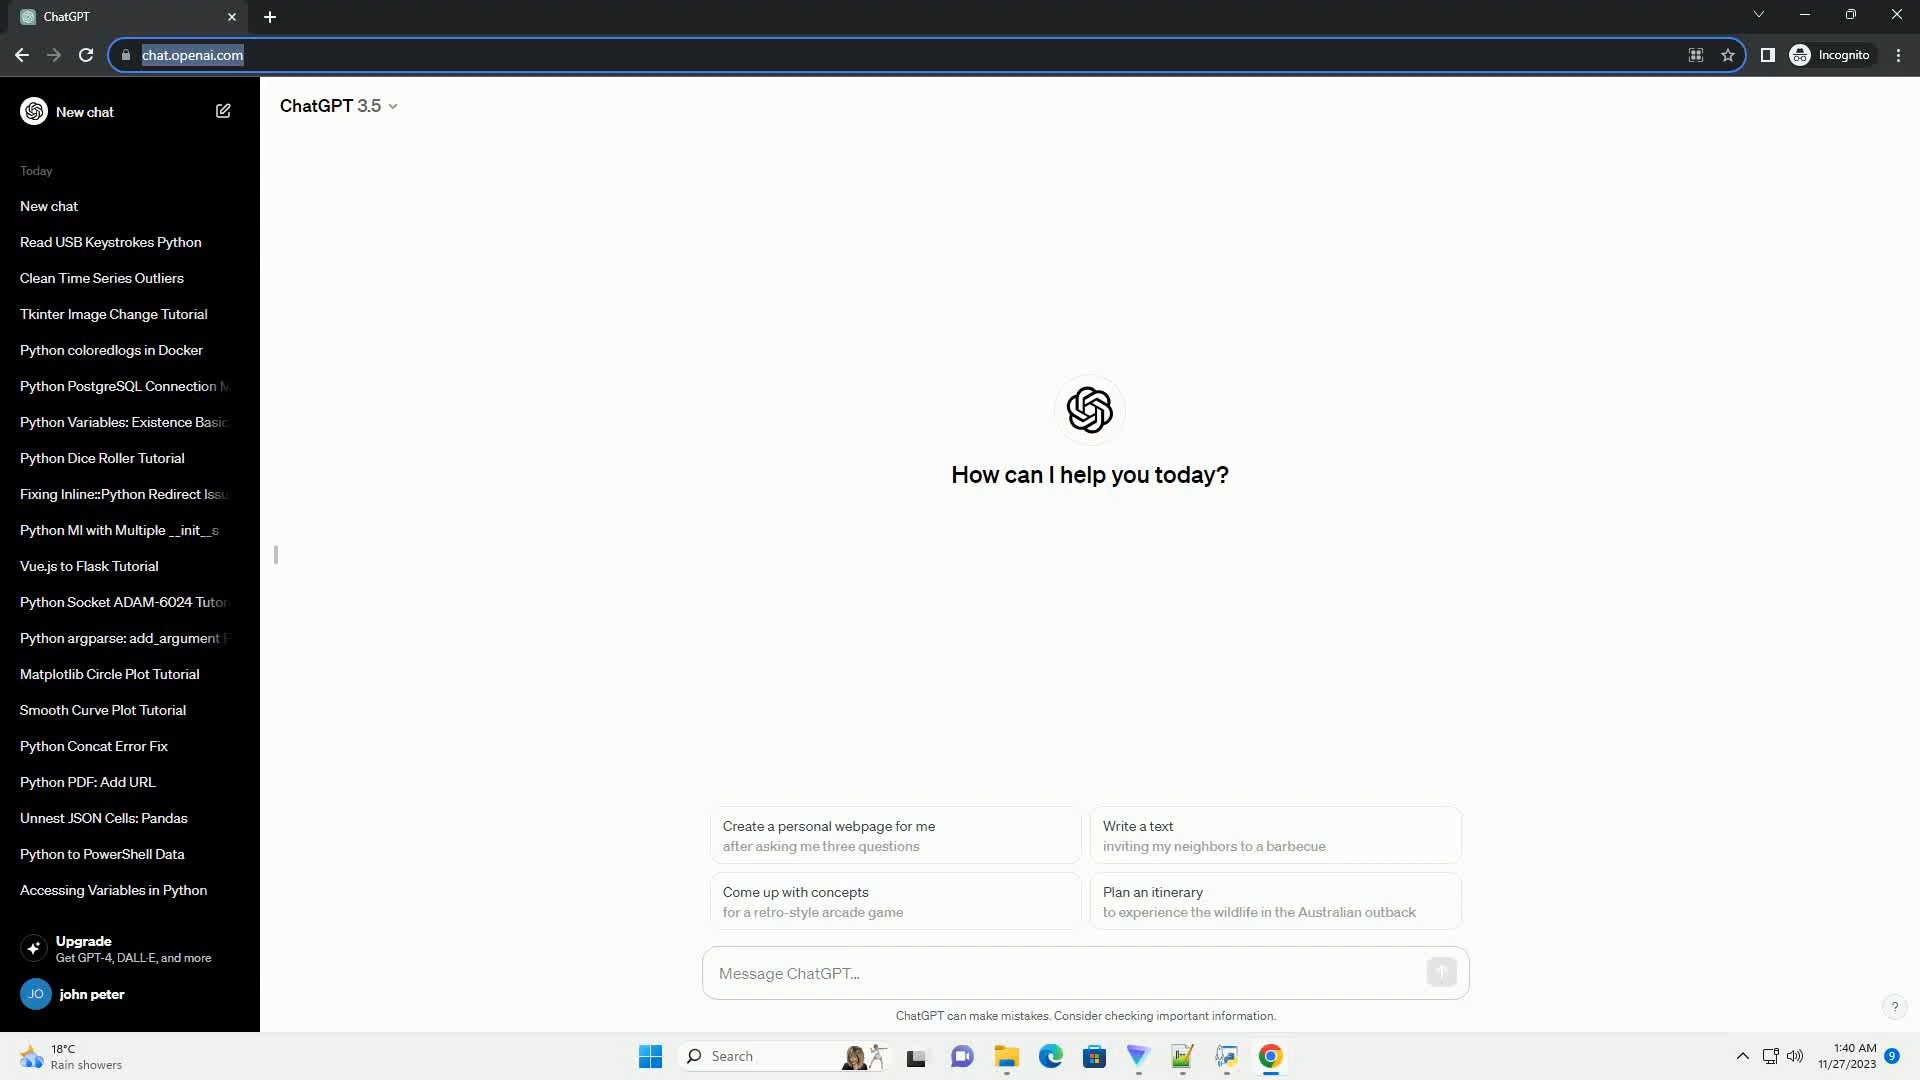 ChatGPT
chat.openai.com
Incognito
New chat
ChatGPT 3.5
Today
New chat
Read USB Keystrokes Python
Clean Time Series Outliers
Tkinter Image Change Tutorial
Python coloredlogs in Docker
Python PostgreSQL Connection M
Python Variables: Existence Basic
Python Dice Roller Tutorial
Fixing Inline::Python Redirect Issu
Python MI with Multiple __init__s
Vue.js to Flask Tutorial
Python Socket ADAM-6024 Tutor
Python argparse: add_argument P
Matplotlib Circle Plot Tutorial
Smooth Curve Plot Tutorial
Python Concat Error Fix
Python PDF: Add URL
Unnest JSON Cells: Pandas
Python to PowerShell Data
Accessing Variables in Python
Upgrade
Get GPT-4, DALL·E, and more
JO
john peter
How can I help you today?
Create a personal webpage for me
after asking me three questions
Write a text
inviting my neighbors to a barbecue
Come up with concepts
for a retro-style arcade game
Plan an itinerary
to experience the wildlife in the Australian outback
Message ChatGPT...
ChatGPT can make mistakes. Consider checking important information.
?
18°C
Rain showers
Search
1:40 AM
11/27/2023
9